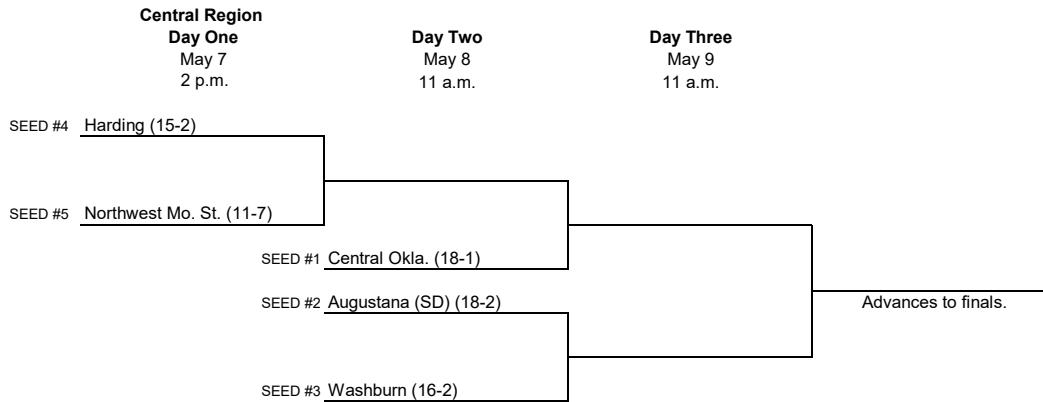 Central Region
Day One
May 7
2 p.m.
Day Two
May 8
11 a.m.
Day Three
May 9
11 a.m.
SEED #4 Harding (15-2)
SEED #5 Northwest Mo. St. (11-7)
SEED #1 Central Okla. (18-1)
SEED #2 Augustana (SD) (18-2)
Advances to finals.
SEED #3 Washburn (16-2)